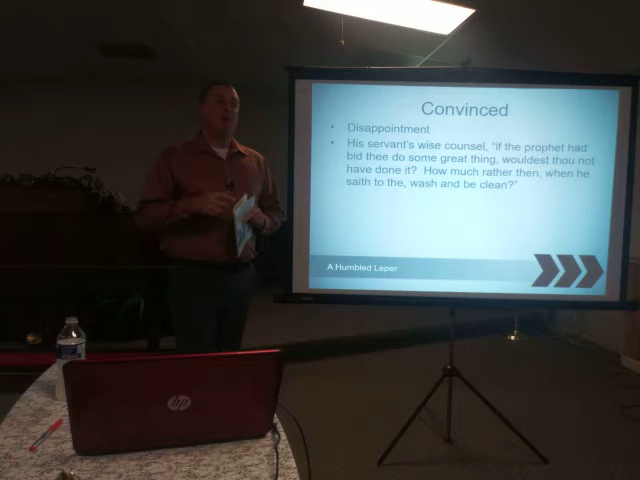 Convinced
• Disappointment
• His servant's wise counsel, "if the prophet had
bid thee do some great thing, wouldest thou not
have done it? How much rather then, when he
saith to the, wash and be clean?"
A Humbled Leper
hp